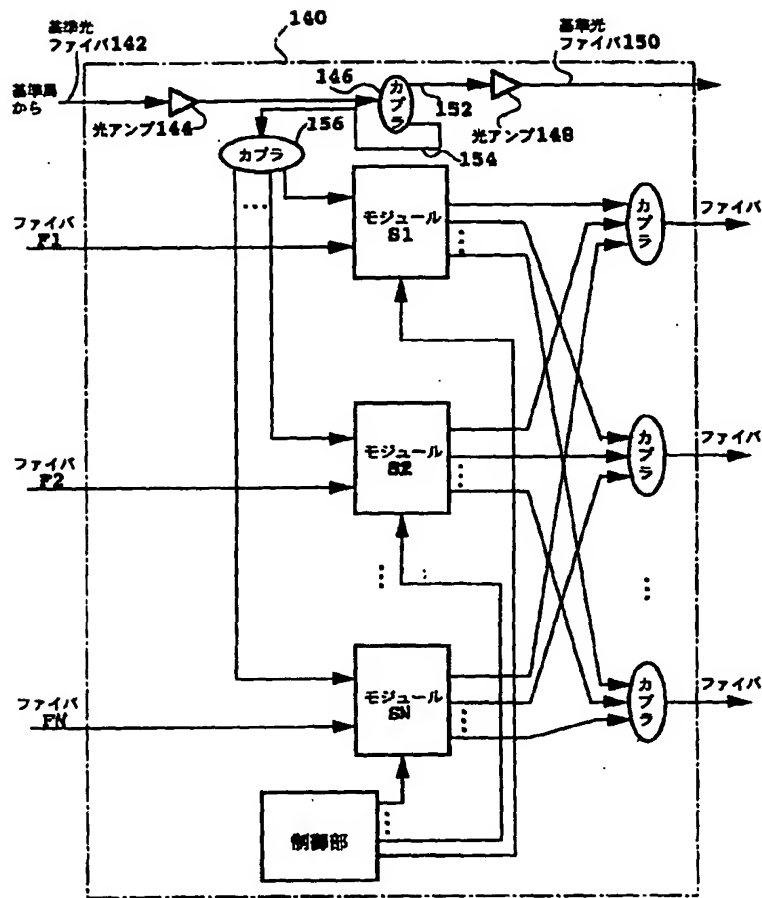 140
基準光
ファイバ142
基準光
ファイバ150
基準局
から
光アンプ144
146
カプラ
152
光アンプ148
156
カプラ
154
ファイバ
F1
モジュール
S1
カプラ
ファイバ
ファイバ
F2
モジュール
S2
カプラ
ファイバ
ファイバ
FN
モジュール
SN
カプラ
ファイバ
制御部